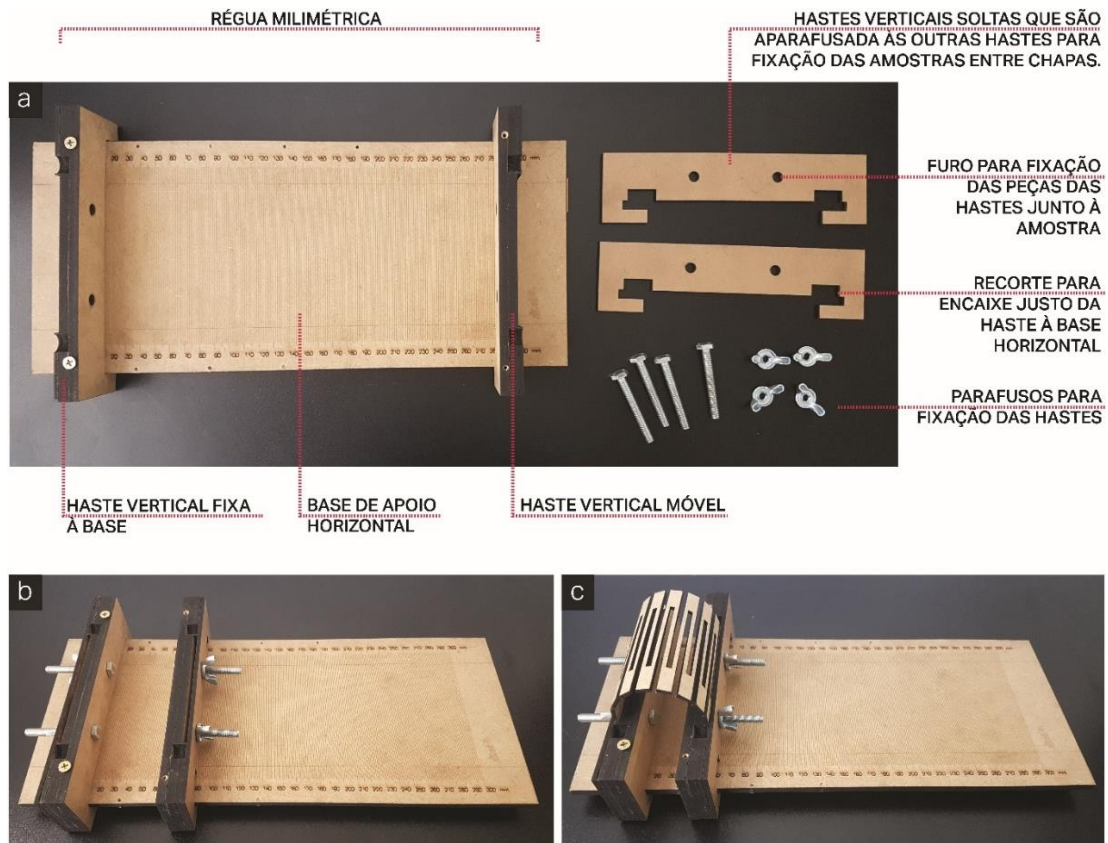 RÉGUA MILIMÉTRICA
HASTES VERTICAIS SOLTAS QUE SÃO
APARAFUSADA ÀS OUTRAS HASTES PARA
FIXAÇÃO DAS AMOSTRAS ENTRE CHAPAS.
a
FURO PARA FIXAÇÃO
DAS PEÇAS DAS
HASTES JUNTO À
AMOSTRA
RECORTE PARA
ENCAIXE JUSTO DA
HASTE À BASE
HORIZONTAL
PARAFUSOS PARA
FIXAÇÃO DAS HASTES
HASTE VERTICAL FIXA
À BASE
BASE DE APOIO
HORIZONTAL
HASTE VERTICAL MÓVEL
b
c